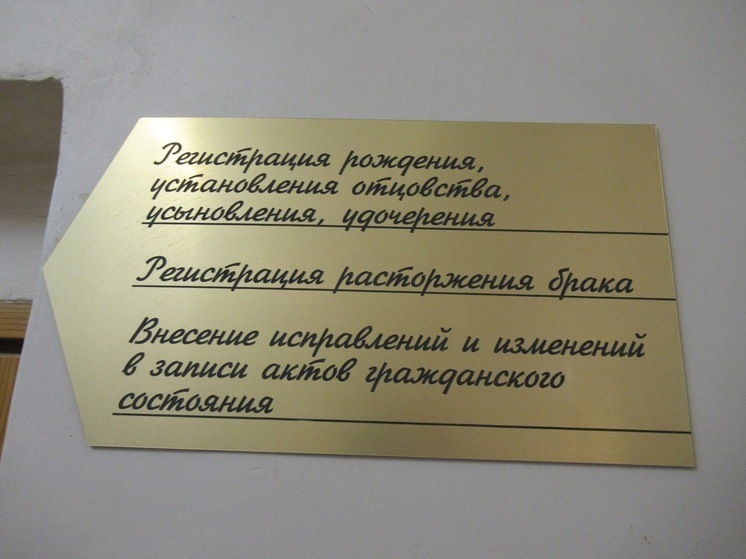 Регистрация рождения,
установления отцовства,
усыновления, удочерения
Регистрация расторжения брака
Внесение исправлений и изменений
в записи актов гражданского
состояния